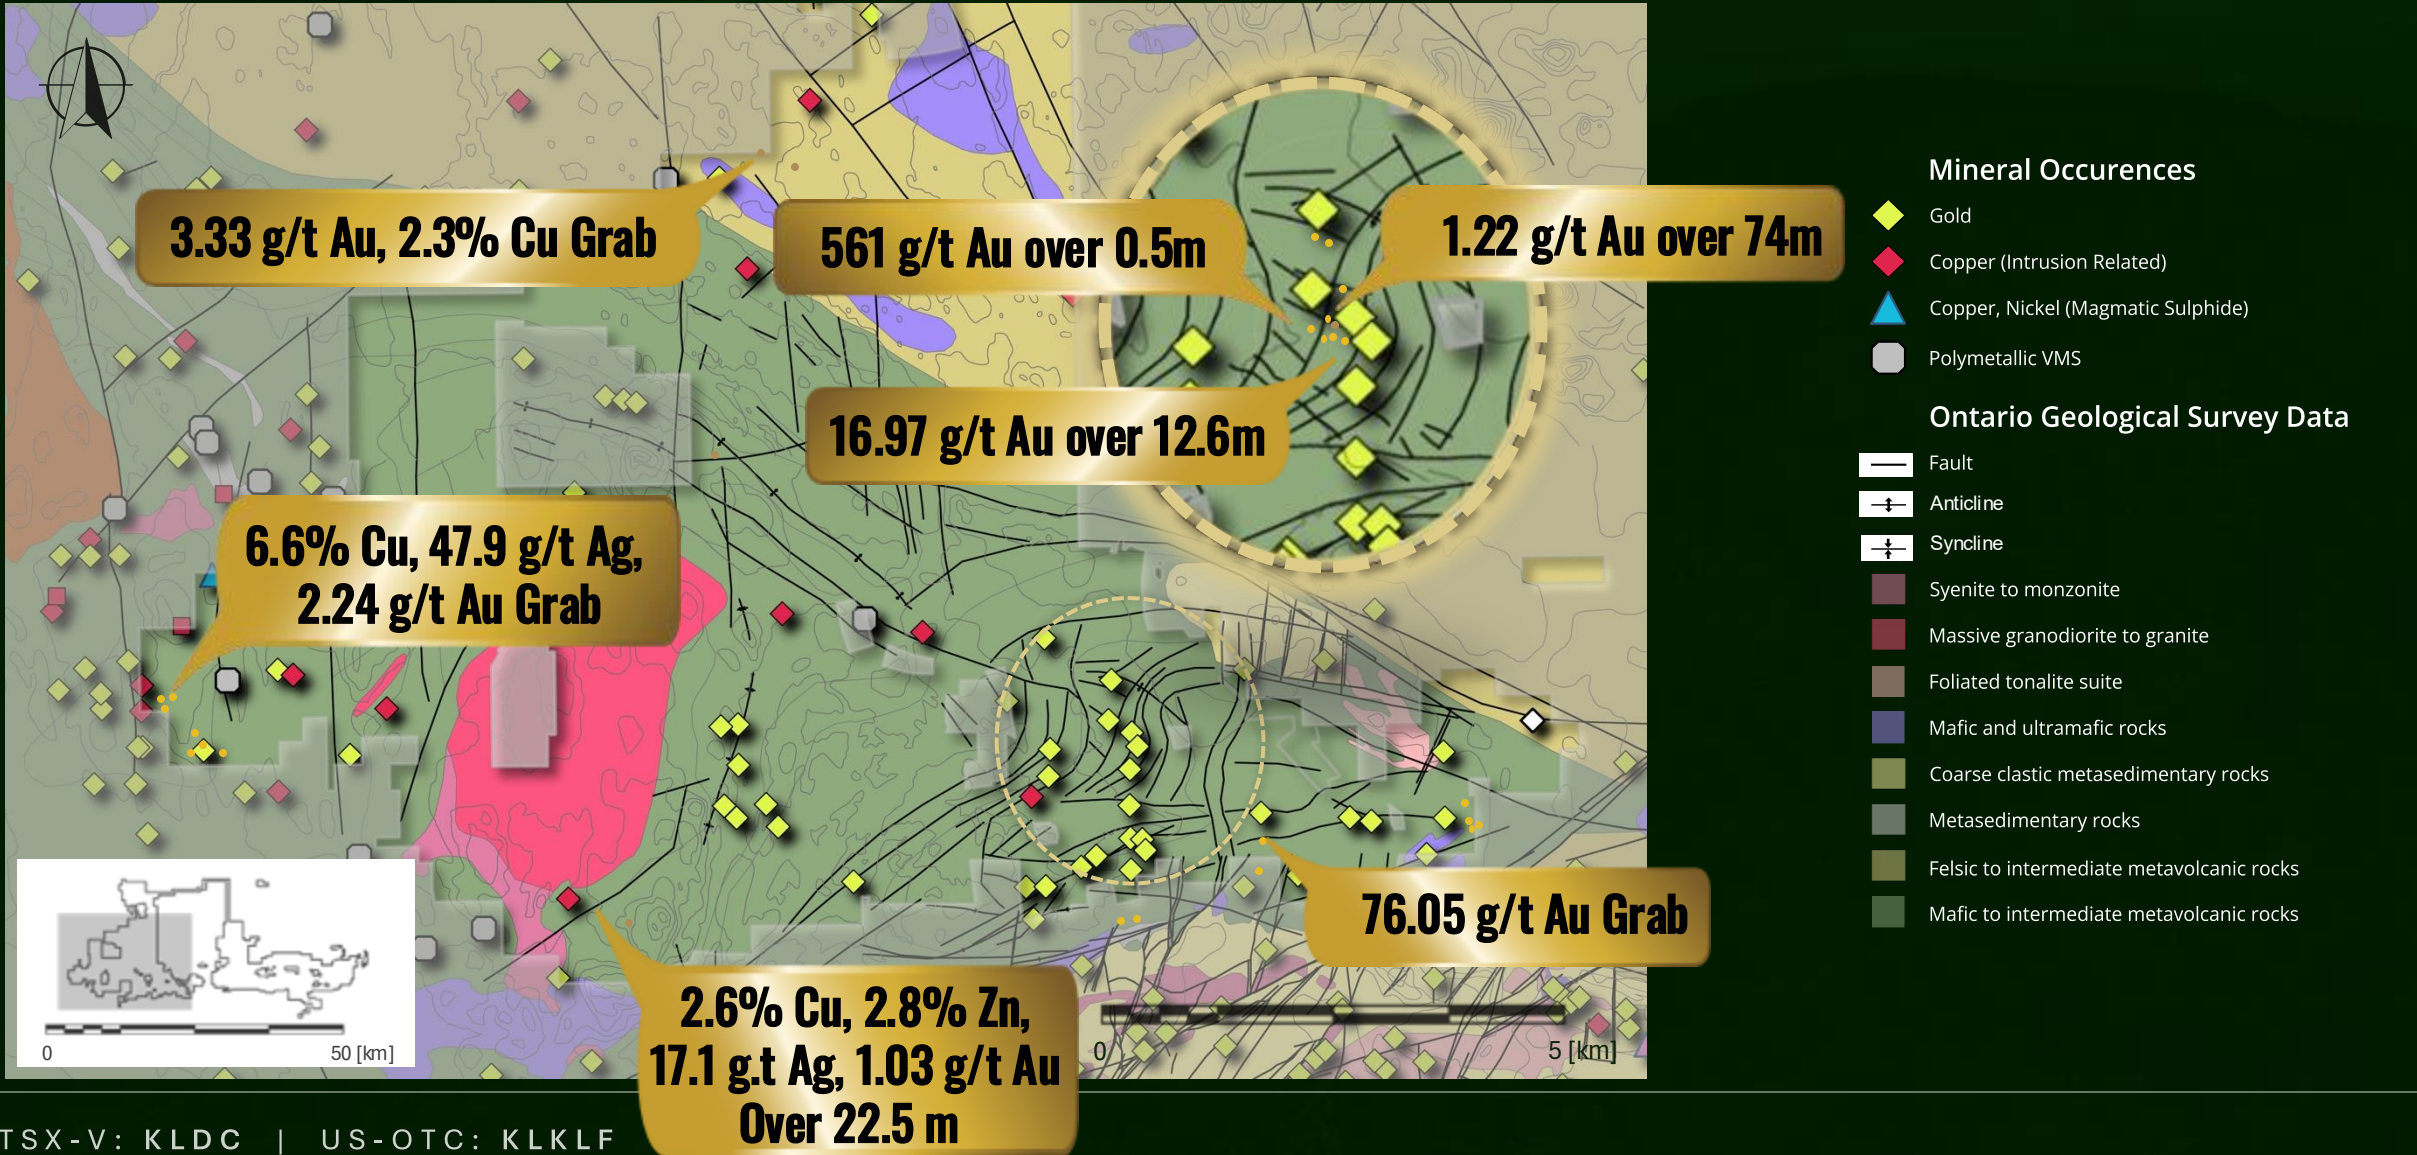 3.33 g/t Au, 2.3% Cu Grab
561 g/t Au over 0.5m
1.22 g/t Au over 74m
16.97 g/t Au over 12.6m
6.6% Cu, 47.9 g/t Ag,
2.24 g/t Au Grab
76.05 g/t Au Grab
2.6% Cu, 2.8% Zn,
17.1 g.t Ag, 1.03 g/t Au
Over 22.5 m
0 50 [km]
0 5 [km]
Mineral Occurences
Gold
Copper (Intrusion Related)
Copper, Nickel (Magmatic Sulphide)
Polymetallic VMS
Ontario Geological Survey Data
Fault
Anticline
Syncline
Syenite to monzonite
Massive granodiorite to granite
Foliated tonalite suite
Mafic and ultramafic rocks
Coarse clastic metasedimentary rocks
Metasedimentary rocks
Felsic to intermediate metavolcanic rocks
Mafic to intermediate metavolcanic rocks
TSX-V: KLDC | US-OTC: KLKLF